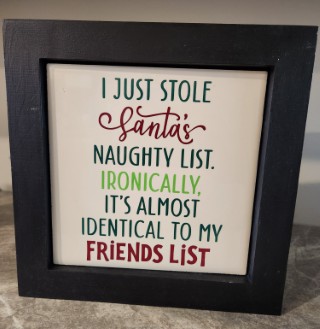 I JUST STOLE
Santa's
NAUGHTY LIST.
IRONICALLY,
IT'S ALMOST
IDENTICAL TO MY
FRiENDS LiST